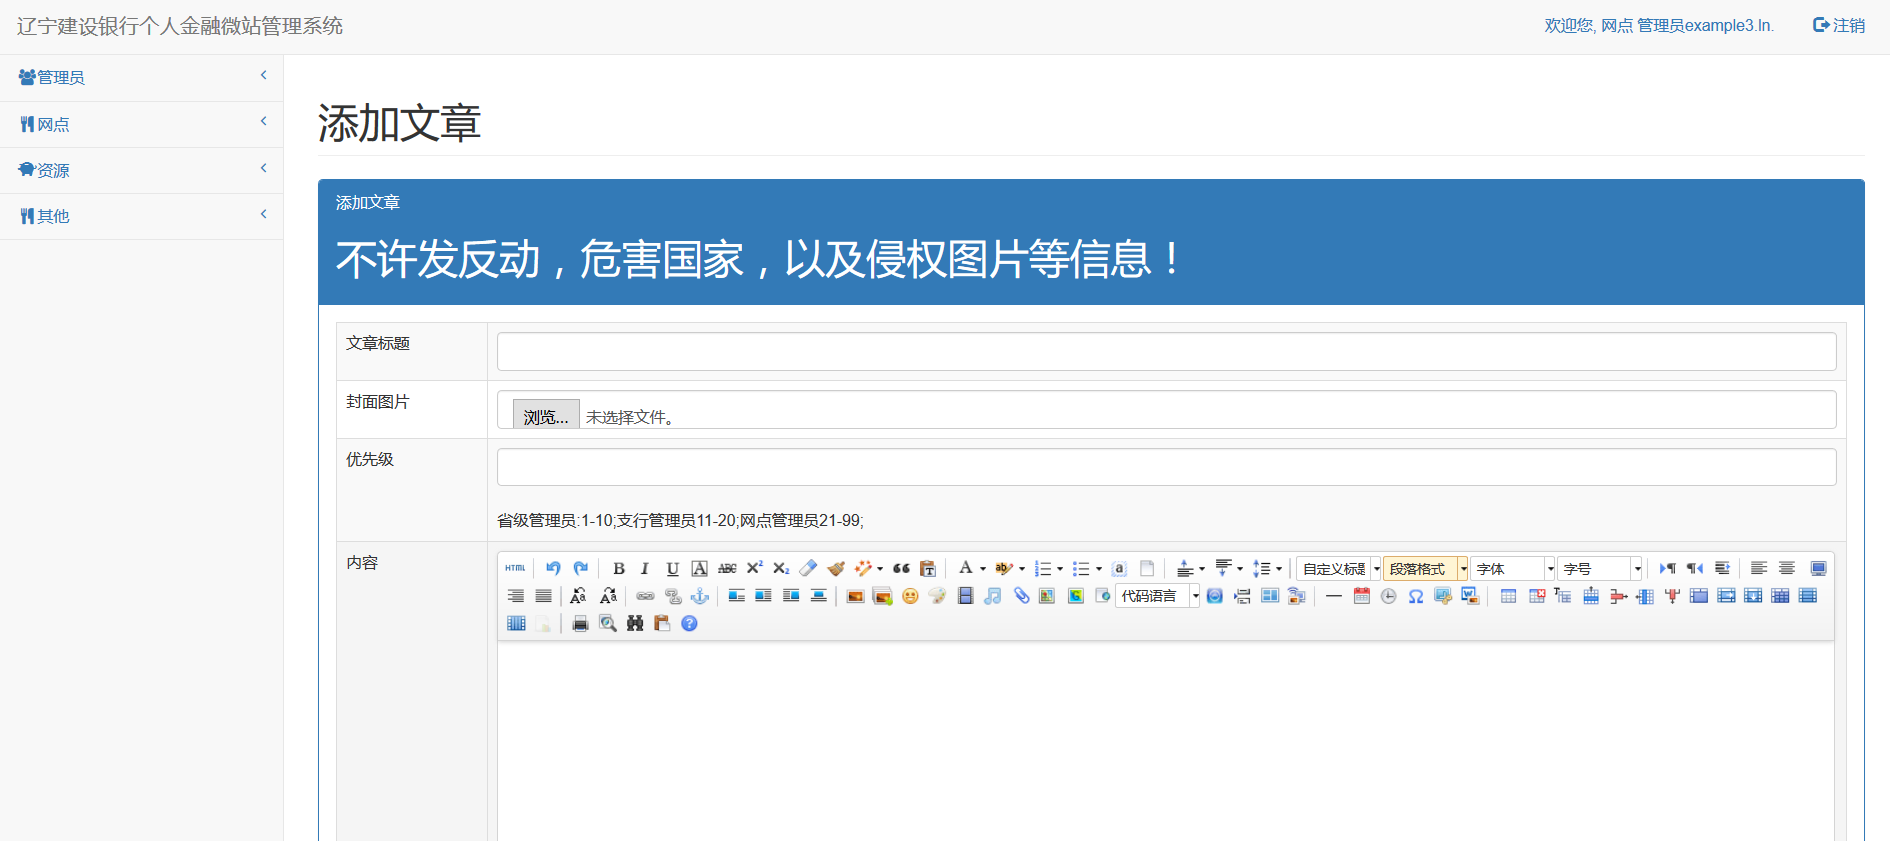 辽宁建设银行个人金融微站管理系统
欢迎您, 网点 管理员example3.ln.
注销
管理员
网点
资源
其他
添加文章
添加文章
不许发反动，危害国家，以及侵权图片等信息！
文章标题
封面图片
浏览... 未选择文件。
优先级
省级管理员:1-10;支行管理员11-20;网点管理员21-99;
内容
HTML B I U A ABC X² X₂ A ab a 自定义标题 段落格式 字体 字号
代码语言